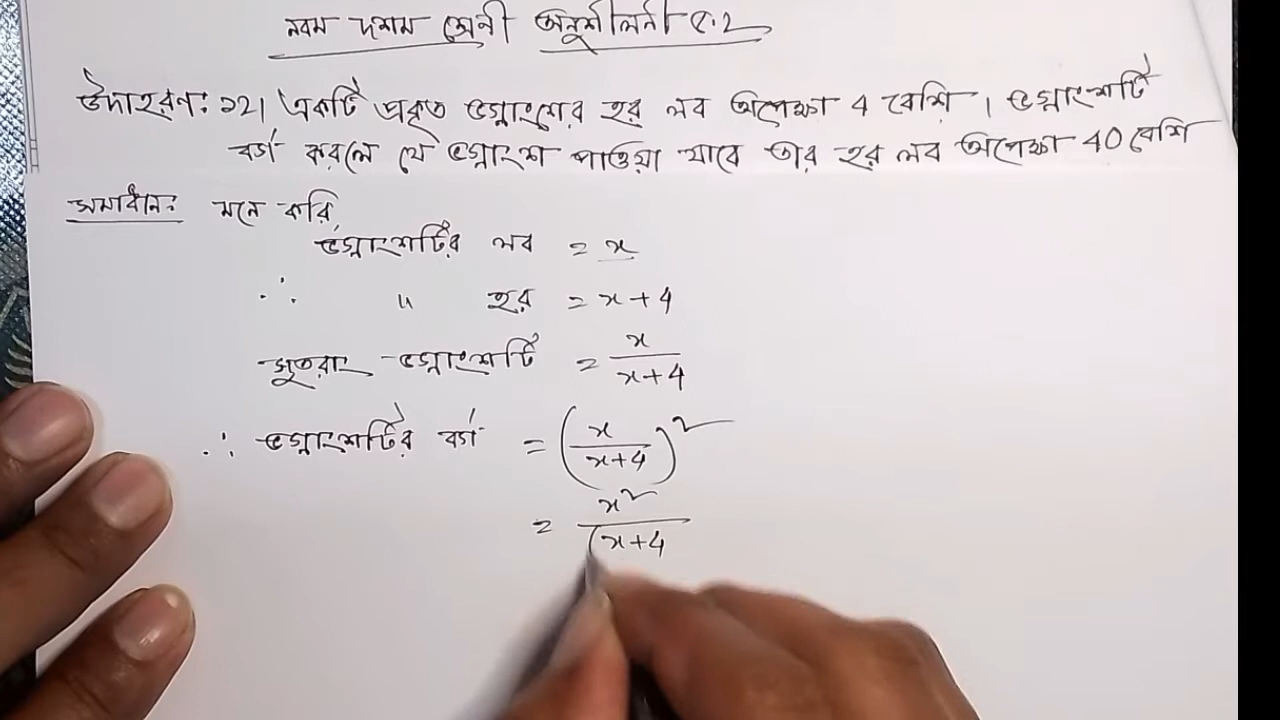 নবম দশম শ্রেণী অনুশীলনী ৫.2
উদাহরণ: ১2। একটি প্রকৃত ভগ্নাংশের হর লব অপেক্ষা 4 বেশি। ভগ্নাংশটি
বর্গ করলে যে ভগ্নাংশ পাওয়া যাবে তার হর লব অপেক্ষা 40 বেশি
সমাধান: মনে করি,
ভগ্নাংশটির লব = x
∴ " হর = x + 4
সুতরাং ভগ্নাংশটি = x/(x+4)
∴ ভগ্নাংশটির বর্গ = (x/(x+4))²
= x²/(x+4